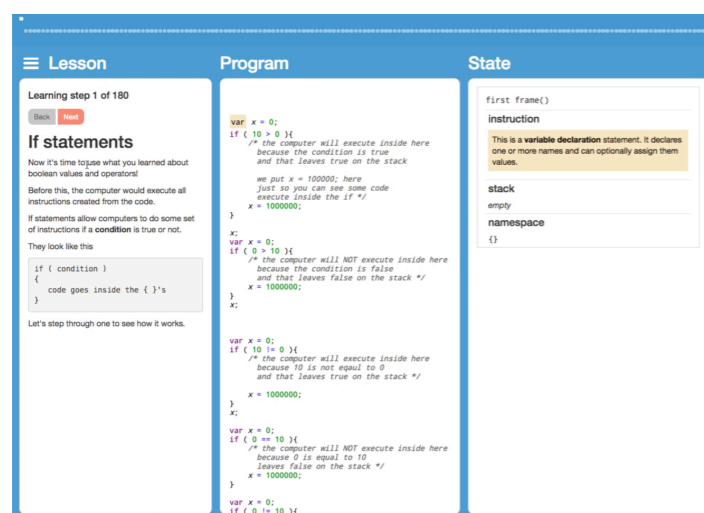 Lesson
Learning step 1 of 180
Back Next
If statements
Now it's time to use what you learned about
boolean values and operators!
Before this, the computer would execute all
instructions created from the code.
If statements allow computers to do some set
of instructions if a condition is true or not.
They look like this
if ( condition )
{
code goes inside the { }'s
}
Let's step through one to see how it works.
Program
var x = 0;
if ( 10 > 0 ){
/* the computer will execute inside here
because the condition is true
and that leaves true on the stack
we put x = 100000; here
just so you can see some code
execute inside the if */
x = 1000000;
}
x;
var x = 0;
if ( 0 > 10 ){
/* the computer will NOT execute inside here
because the condition is false
and that leaves false on the stack */
x = 1000000;
}
x;
var x = 0;
if ( 10 != 0 ){
/* the computer will execute inside here
because 10 is not eqaul to 0
and that leaves true on the stack */
x = 1000000;
}
x;
var x = 0;
if ( 0 == 10 ){
/* the computer will NOT execute inside here
because 0 is equal to 10
leaves false on the stack */
x = 1000000;
}
var x = 0;
if ( 0 != 10 ){
State
first frame()
instruction
This is a variable declaration statement. It declares
one or more names and can optionally assign them
values.
stack
empty
namespace
{}